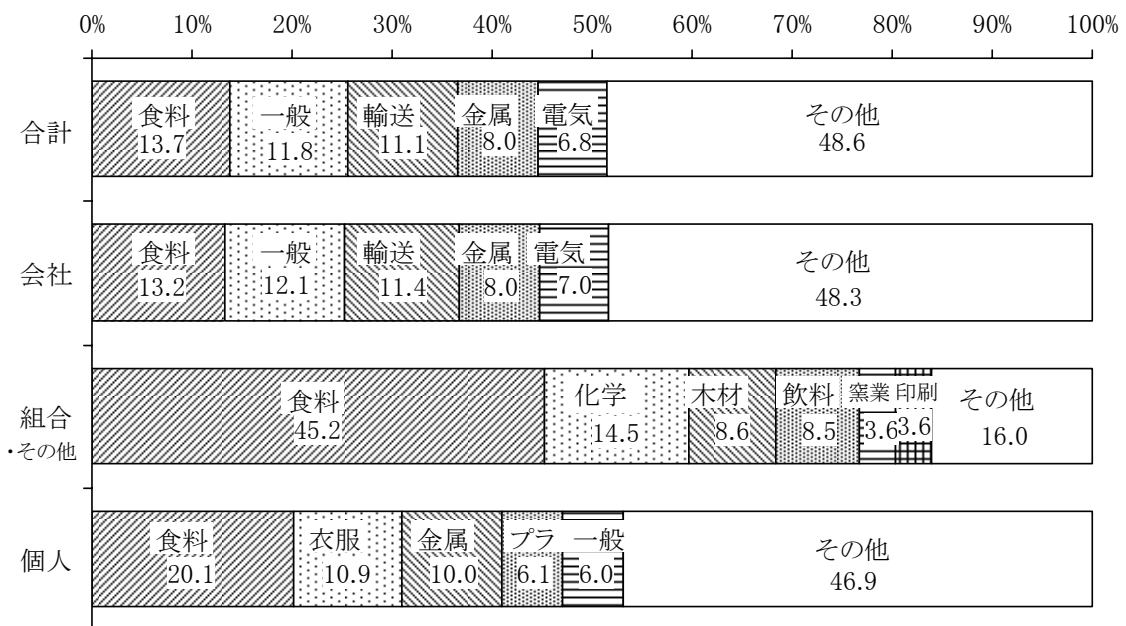 0% 10% 20% 30% 40% 50% 60% 70% 80% 90% 100%
合計
食料 一般 輸送 金属 電気 その他
13.7 11.8 11.1 8.0 6.8 48.6
会社
食料 一般 輸送 金属 電気 その他
13.2 12.1 11.4 8.0 7.0 48.3
組合
・その他
食料 化学 木材 飲料 窯業 印刷 その他
45.2 14.5 8.6 8.5 3.6 3.6 16.0
個人
食料 衣服 金属 プラ 一般 その他
20.1 10.9 10.0 6.1 6.0 46.9